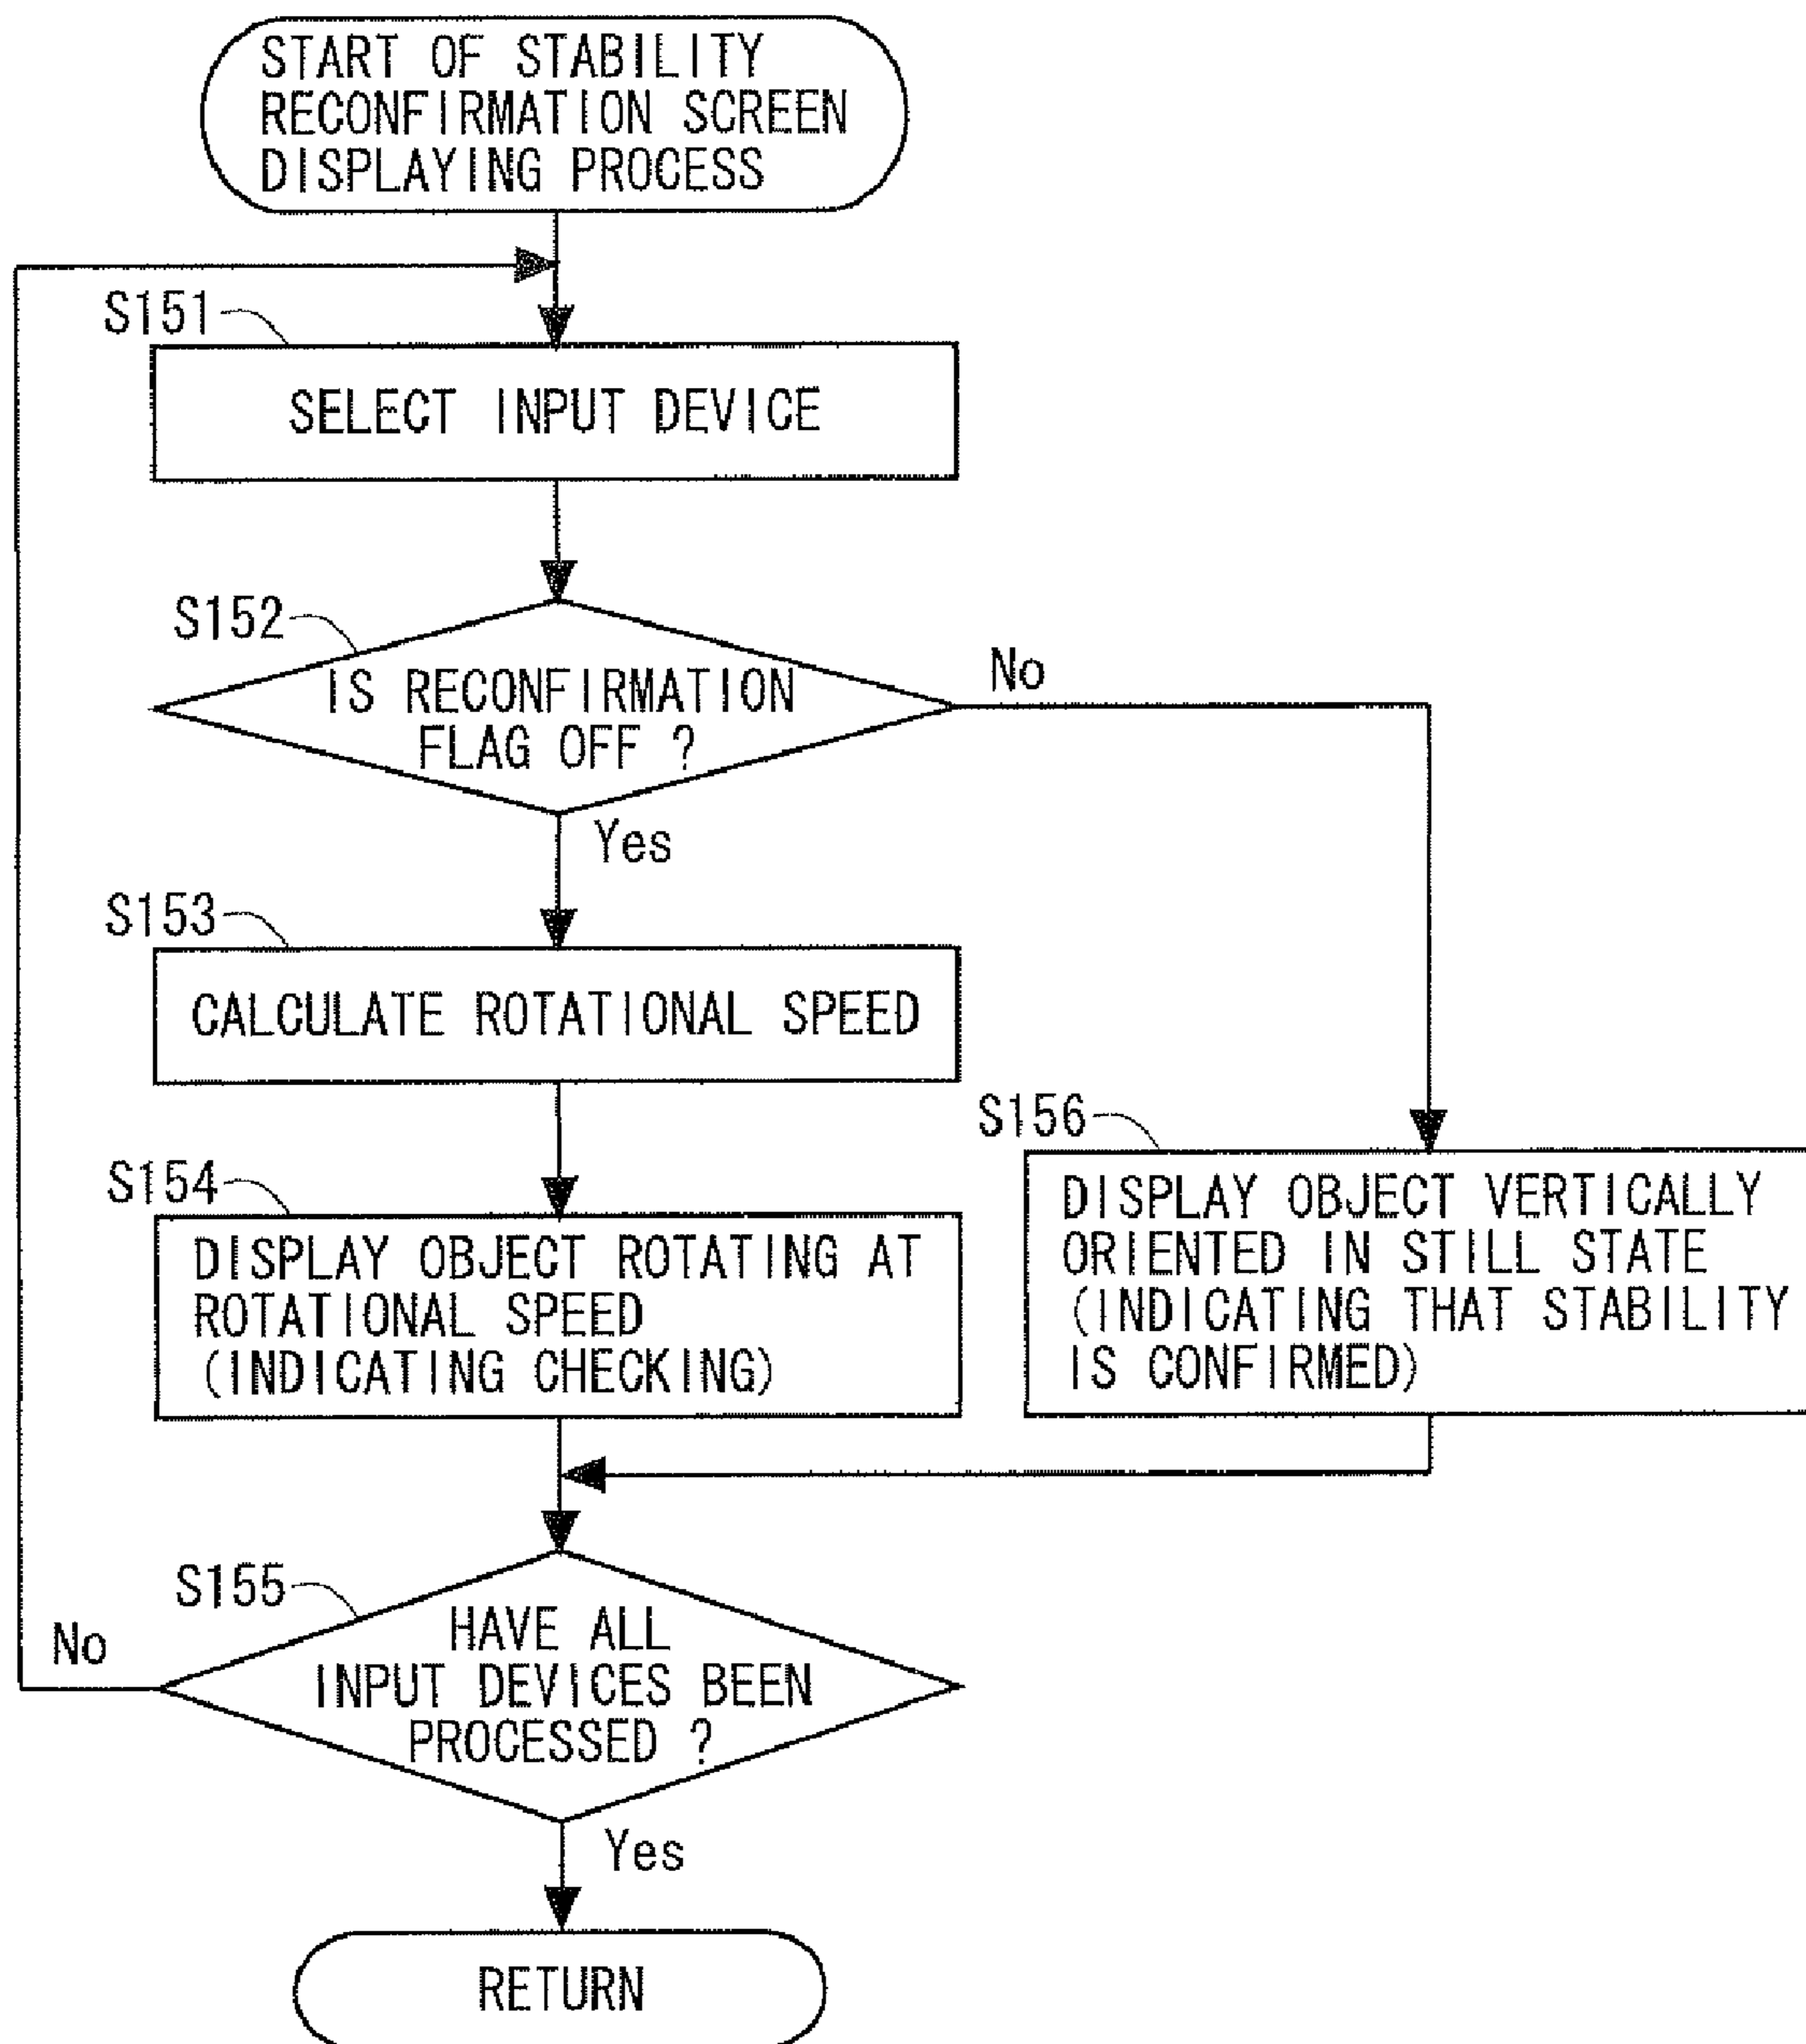 START OF STABILITY
RECONFIRMATION SCREEN
DISPLAYING PROCESS
S151
SELECT INPUT DEVICE
S152
IS RECONFIRMATION
FLAG OFF ?
No
Yes
S153
CALCULATE ROTATIONAL SPEED
S154
DISPLAY OBJECT ROTATING AT
ROTATIONAL SPEED
(INDICATING CHECKING)
S156
DISPLAY OBJECT VERTICALLY
ORIENTED IN STILL STATE
(INDICATING THAT STABILITY
IS CONFIRMED)
S155
HAVE ALL
INPUT DEVICES BEEN
PROCESSED ?
No
Yes
RETURN